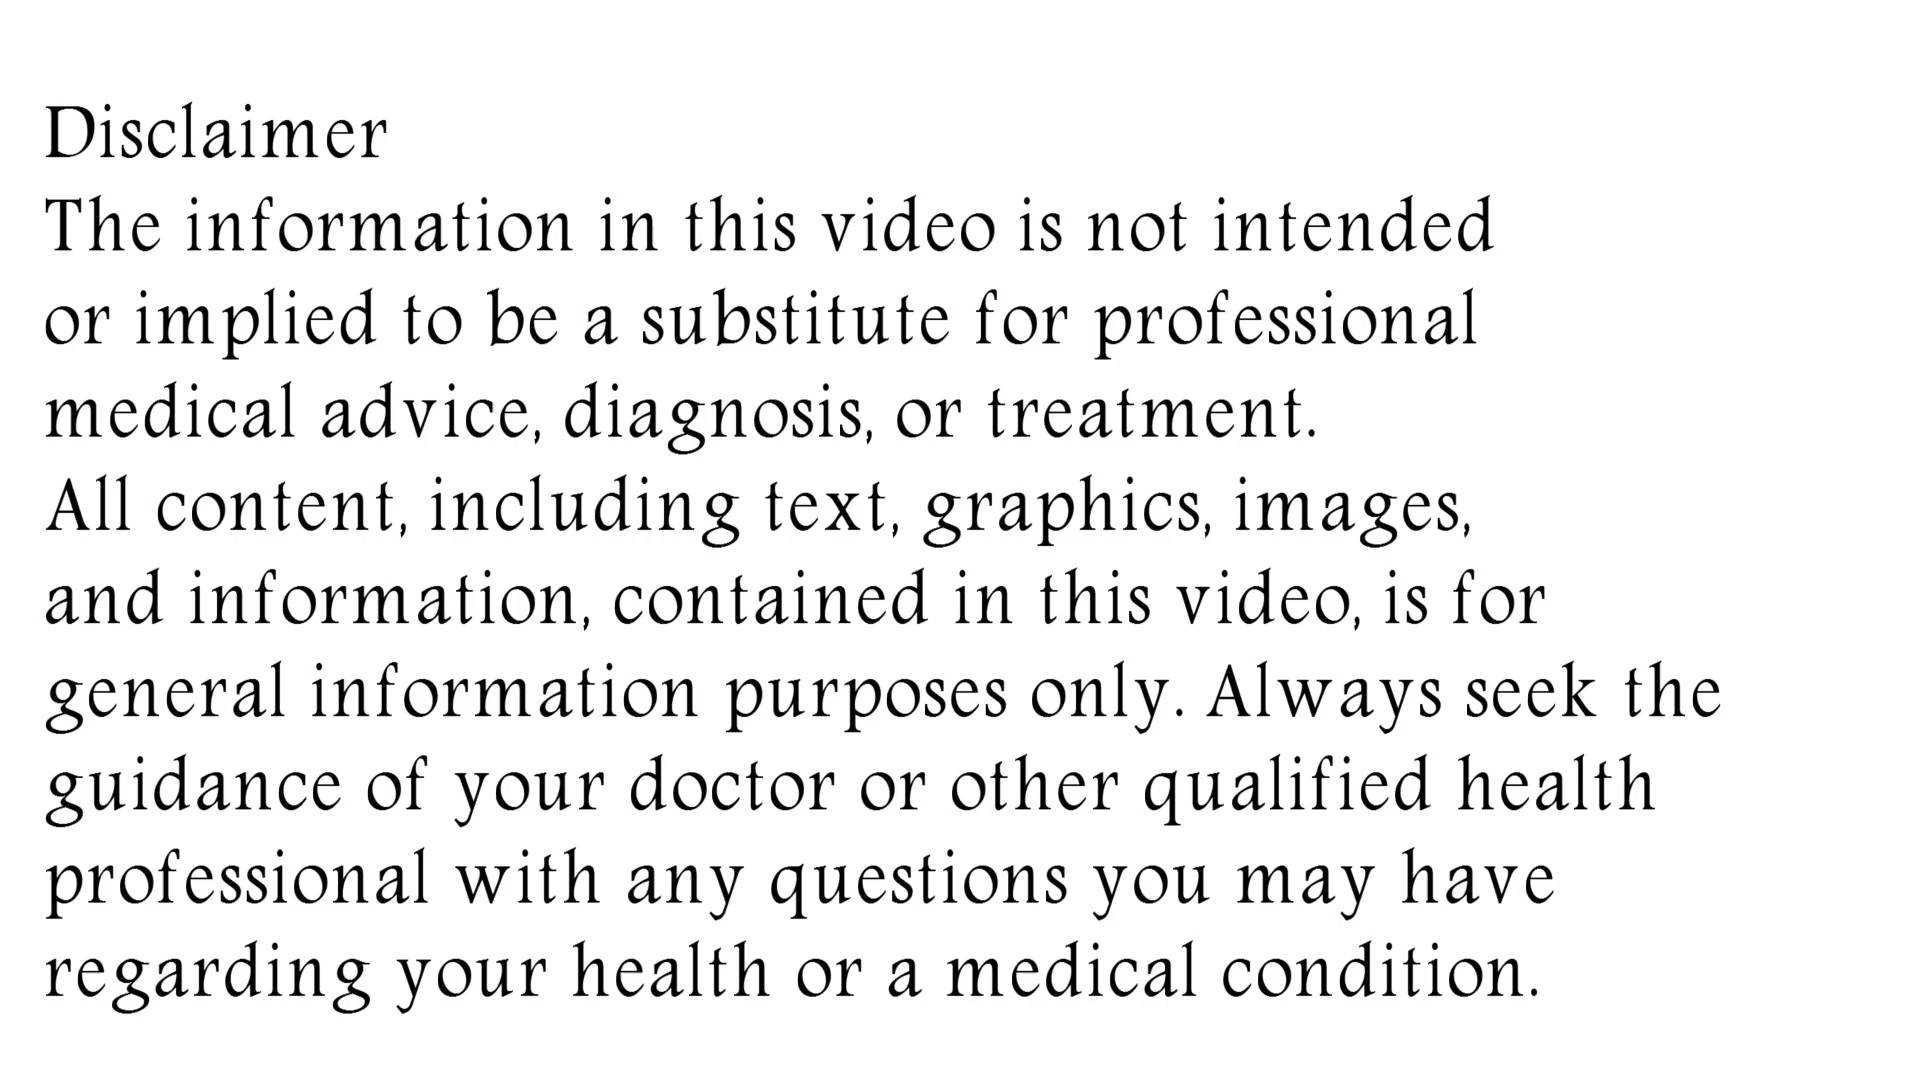 Disclaimer
The information in this video is not intended
or implied to be a substitute for professional
medical advice, diagnosis, or treatment.
All content, including text, graphics, images,
and information, contained in this video, is for
general information purposes only. Always seek the
guidance of your doctor or other qualified health
professional with any questions you may have
regarding your health or a medical condition.